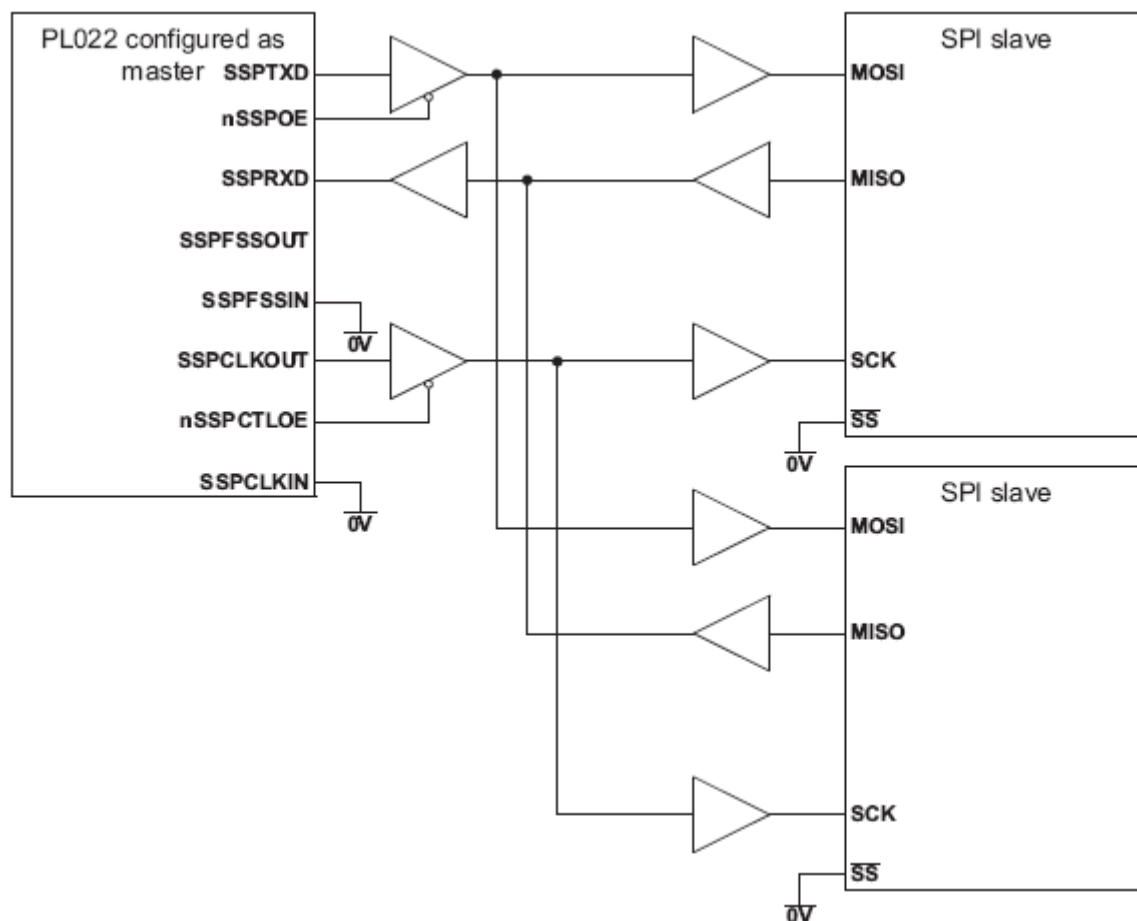 PL022 configured as
master
SSPTXD
nSSPOE
SSPRXD
SSPFSSOUT
SSPFSSIN
0V
SSPCLKOUT
nSSPCTLOE
SSPCLKIN
0V
SPI slave
MOSI
MISO
SCK
SS
0V
SPI slave
MOSI
MISO
SCK
SS
0V